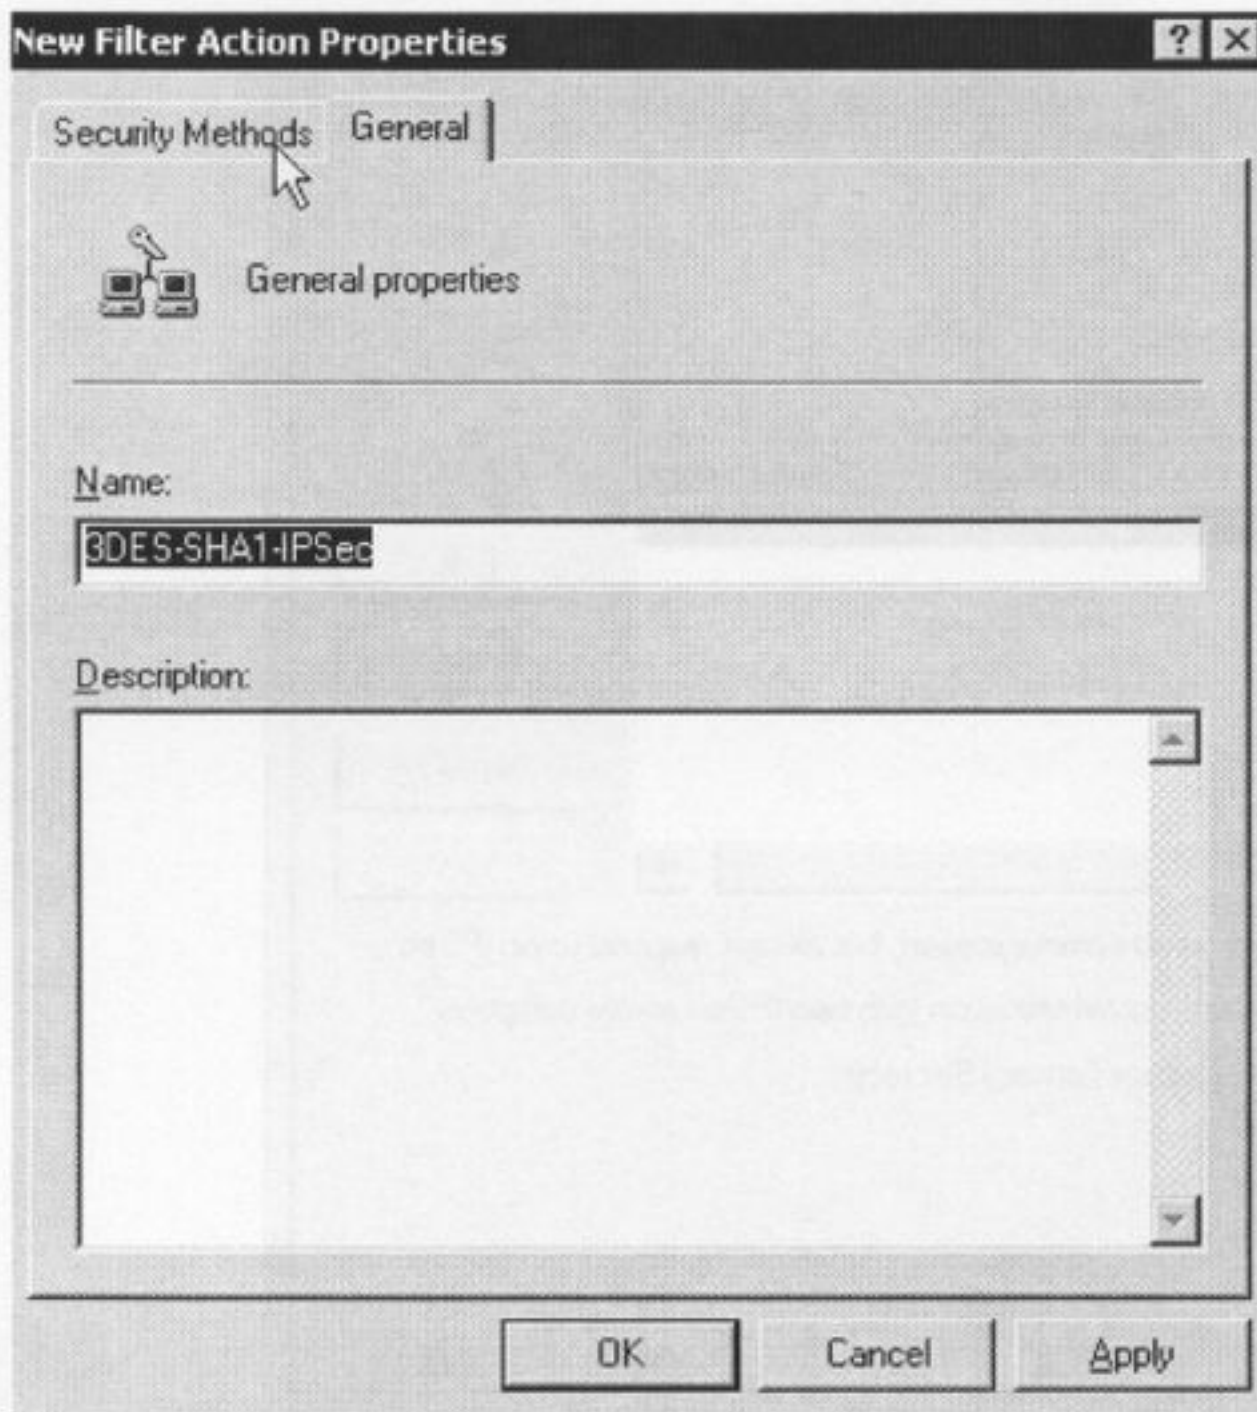 New Filter Action Properties
Security Methods
General
General properties
Name:
3DES-SHA1-IPSec
Description:
OK
Cancel
Apply